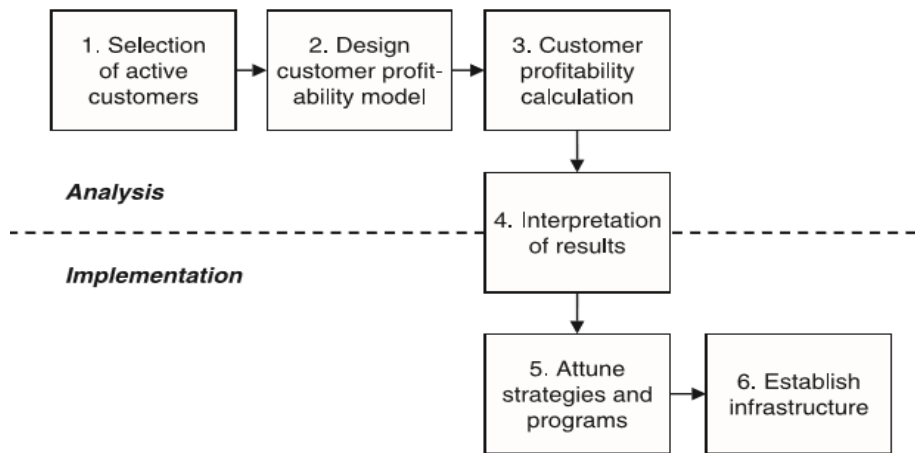 1. Selection
of active
customers
2. Design
customer profit-
ability model
3. Customer
profitability
calculation
Analysis
4. Interpretation
of results
Implementation
5. Attune
strategies and
programs
6. Establish
infrastructure